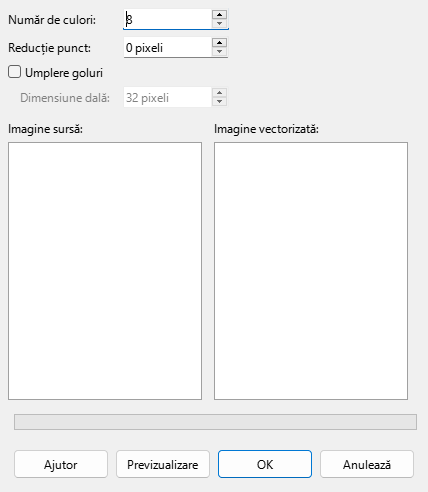 Număr de culori: 8
Reducție punct: 0 pixeli
Umplere goluri
Dimensiune dală: 32 pixeli
Imagine sursă: Imagine vectorizată:
Ajutor Previzualizare OK Anulează